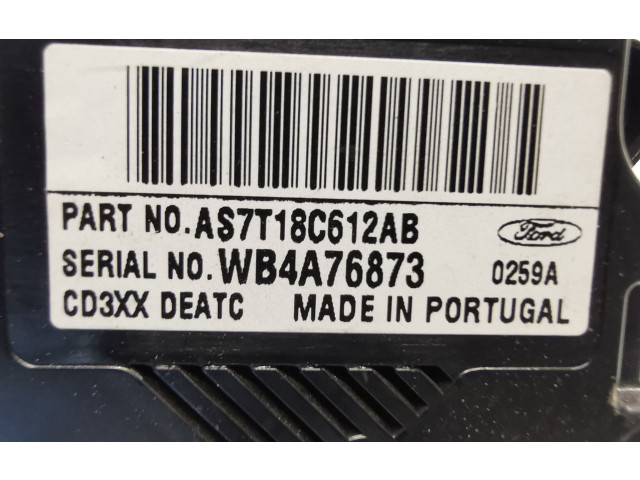 PART NO. AS7T18C612AB
Ford
SERIAL NO. WB4A76873
0259A
CD3XX DEATC MADE IN PORTUGAL